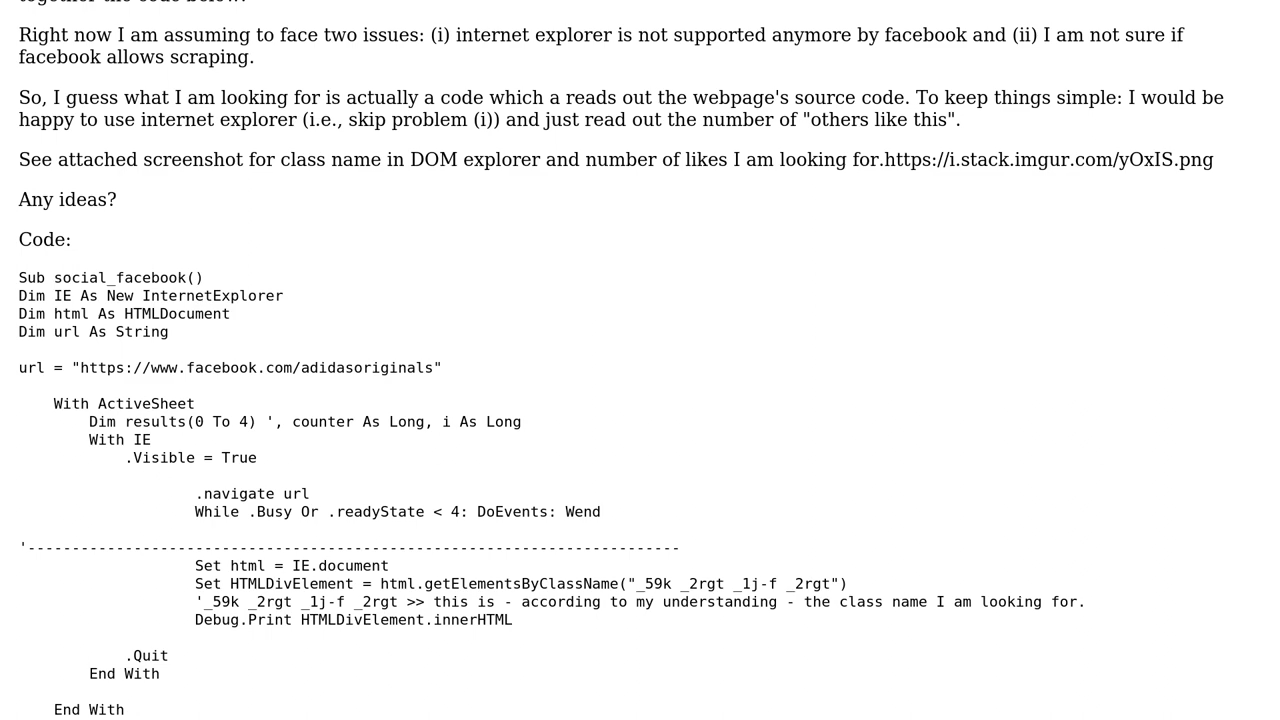 together the code below.
Right now I am assuming to face two issues: (i) internet explorer is not supported anymore by facebook and (ii) I am not sure if
facebook allows scraping.
So, I guess what I am looking for is actually a code which a reads out the webpage's source code. To keep things simple: I would be
happy to use internet explorer (i.e., skip problem (i)) and just read out the number of "others like this".
See attached screenshot for class name in DOM explorer and number of likes I am looking for.https://i.stack.imgur.com/yOxIS.png
Any ideas?
Code:
Sub social_facebook()
Dim IE As New InternetExplorer
Dim html As HTMLDocument
Dim url As String
url = "https://www.facebook.com/adidasoriginals"
With ActiveSheet
Dim results(0 To 4) ', counter As Long, i As Long
With IE
.Visible = True
.navigate url
While .Busy Or .readyState < 4: DoEvents: Wend
'--------------------------------------------------------------------------
Set html = IE.document
Set HTMLDivElement = html.getElementsByClassName("_59k _2rgt _1j-f _2rgt")
'_59k _2rgt _1j-f _2rgt >> this is - according to my understanding - the class name I am looking for.
Debug.Print HTMLDivElement.innerHTML
.Quit
End With
End With